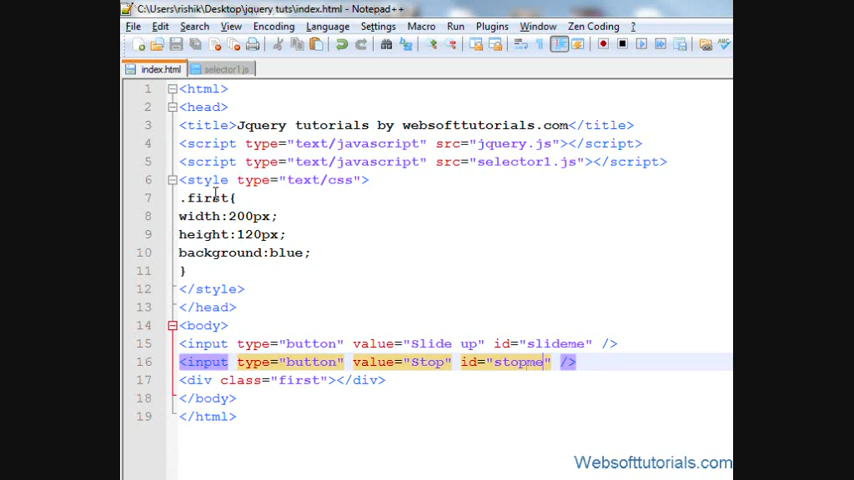 C:\Users\rishik\Desktop\jquery tuts\index.html - Notepad++
File Edit Search View Encoding Language Settings Macro Run Plugins Window Zen Coding ?
index.html selector1.js
1 <html>
2 <head>
3 <title>Jquery tutorials by websofttutorials.com</title>
4 <script type="text/javascript" src="jquery.js"></script>
5 <script type="text/javascript" src="selector1.js"></script>
6 <style type="text/css">
7 .first{
8 width:200px;
9 height:120px;
10 background:blue;
11 }
12 </style>
13 </head>
14 <body>
15 <input type="button" value="Slide up" id="slideme" />
16 <input type="button" value="Stop" id="stopme" />
17 <div class="first"></div>
18 </body>
19 </html>
Websofttutorials.com